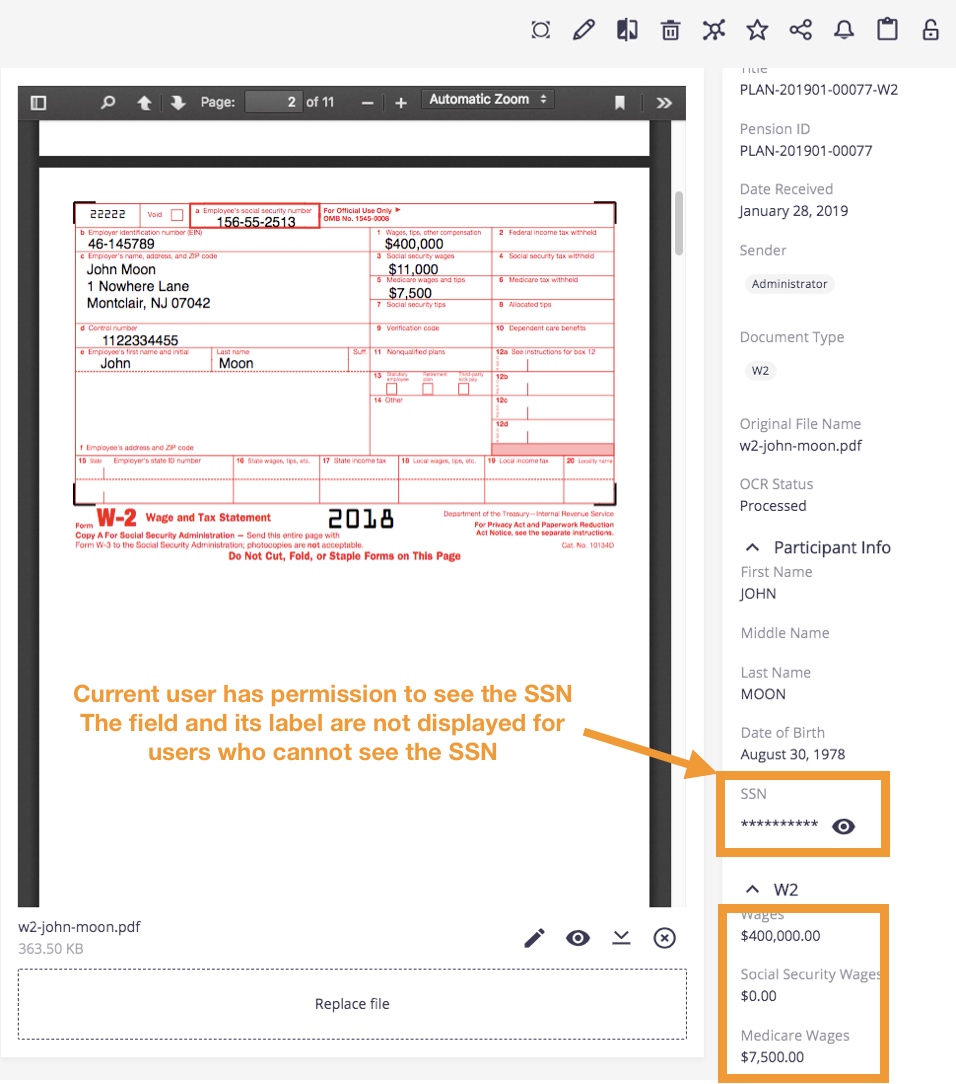 Page: 2 of 11 Automatic Zoom
22222 Void a Employee's social security number For Official Use Only
156-55-2513 OMB No. 1545-0008
b Employer identification number (EIN) 1 Wages, tips, other compensation 2 Federal income tax withheld
46-145789 $400,000
c Employer's name, address, and ZIP code 3 Social security wages 4 Social security tax withheld
John Moon $11,000
1 Nowhere Lane 5 Medicare wages and tips 6 Medicare tax withheld
$7,500
Montclair, NJ 07042 7 Social security tips 8 Allocated tips
d Control number 9 Verification code 10 Dependent care benefits
1122334455
e Employee's first name and initial Last name Suff. 11 Nonqualified plans 12a See instructions for box 12
John Moon
13 Statutory employee Retirement plan Third-party sick pay 12b
14 Other 12c
12d
f Employee's address and ZIP code
15 State Employer's state ID number 16 State wages, tips, etc. 17 State income tax 18 Local wages, tips, etc. 19 Local income tax 20 Locality name
Form W-2 Wage and Tax Statement 2018 Department of the Treasury—Internal Revenue Service
For Privacy Act and Paperwork Reduction
Act Notice, see the separate instructions.
Copy A For Social Security Administration — Send this entire page with
Form W-3 to the Social Security Administration; photocopies are not acceptable. Cat. No. 10134D
Do Not Cut, Fold, or Staple Forms on This Page
Current user has permission to see the SSN
The field and its label are not displayed for
users who cannot see the SSN
w2-john-moon.pdf
363.50 KB
Replace file
Title
PLAN-201901-00077-W2
Pension ID
PLAN-201901-00077
Date Received
January 28, 2019
Sender
Administrator
Document Type
W2
Original File Name
w2-john-moon.pdf
OCR Status
Processed
Participant Info
First Name
JOHN
Middle Name
Last Name
MOON
Date of Birth
August 30, 1978
SSN
**********
W2
Wages
$400,000.00
Social Security Wages
$0.00
Medicare Wages
$7,500.00